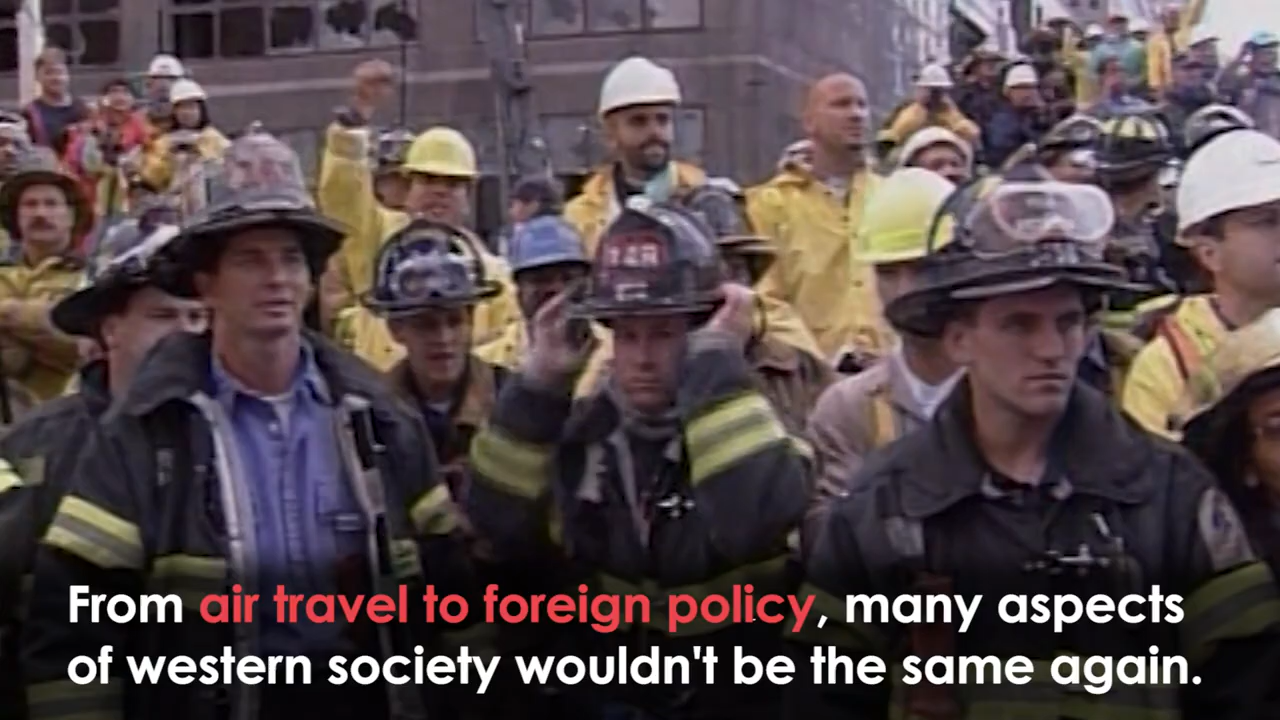 From air travel to foreign policy, many aspects
of western society wouldn't be the same again.